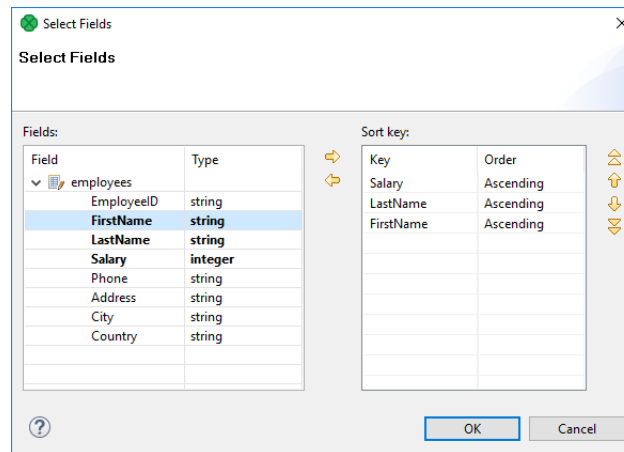 Select Fields
Select Fields
Fields:
Field Type
employees
EmployeeID string
FirstName string
LastName string
Salary integer
Phone string
Address string
City string
Country string
Sort key:
Key Order
Salary Ascending
LastName Ascending
FirstName Ascending
OK Cancel